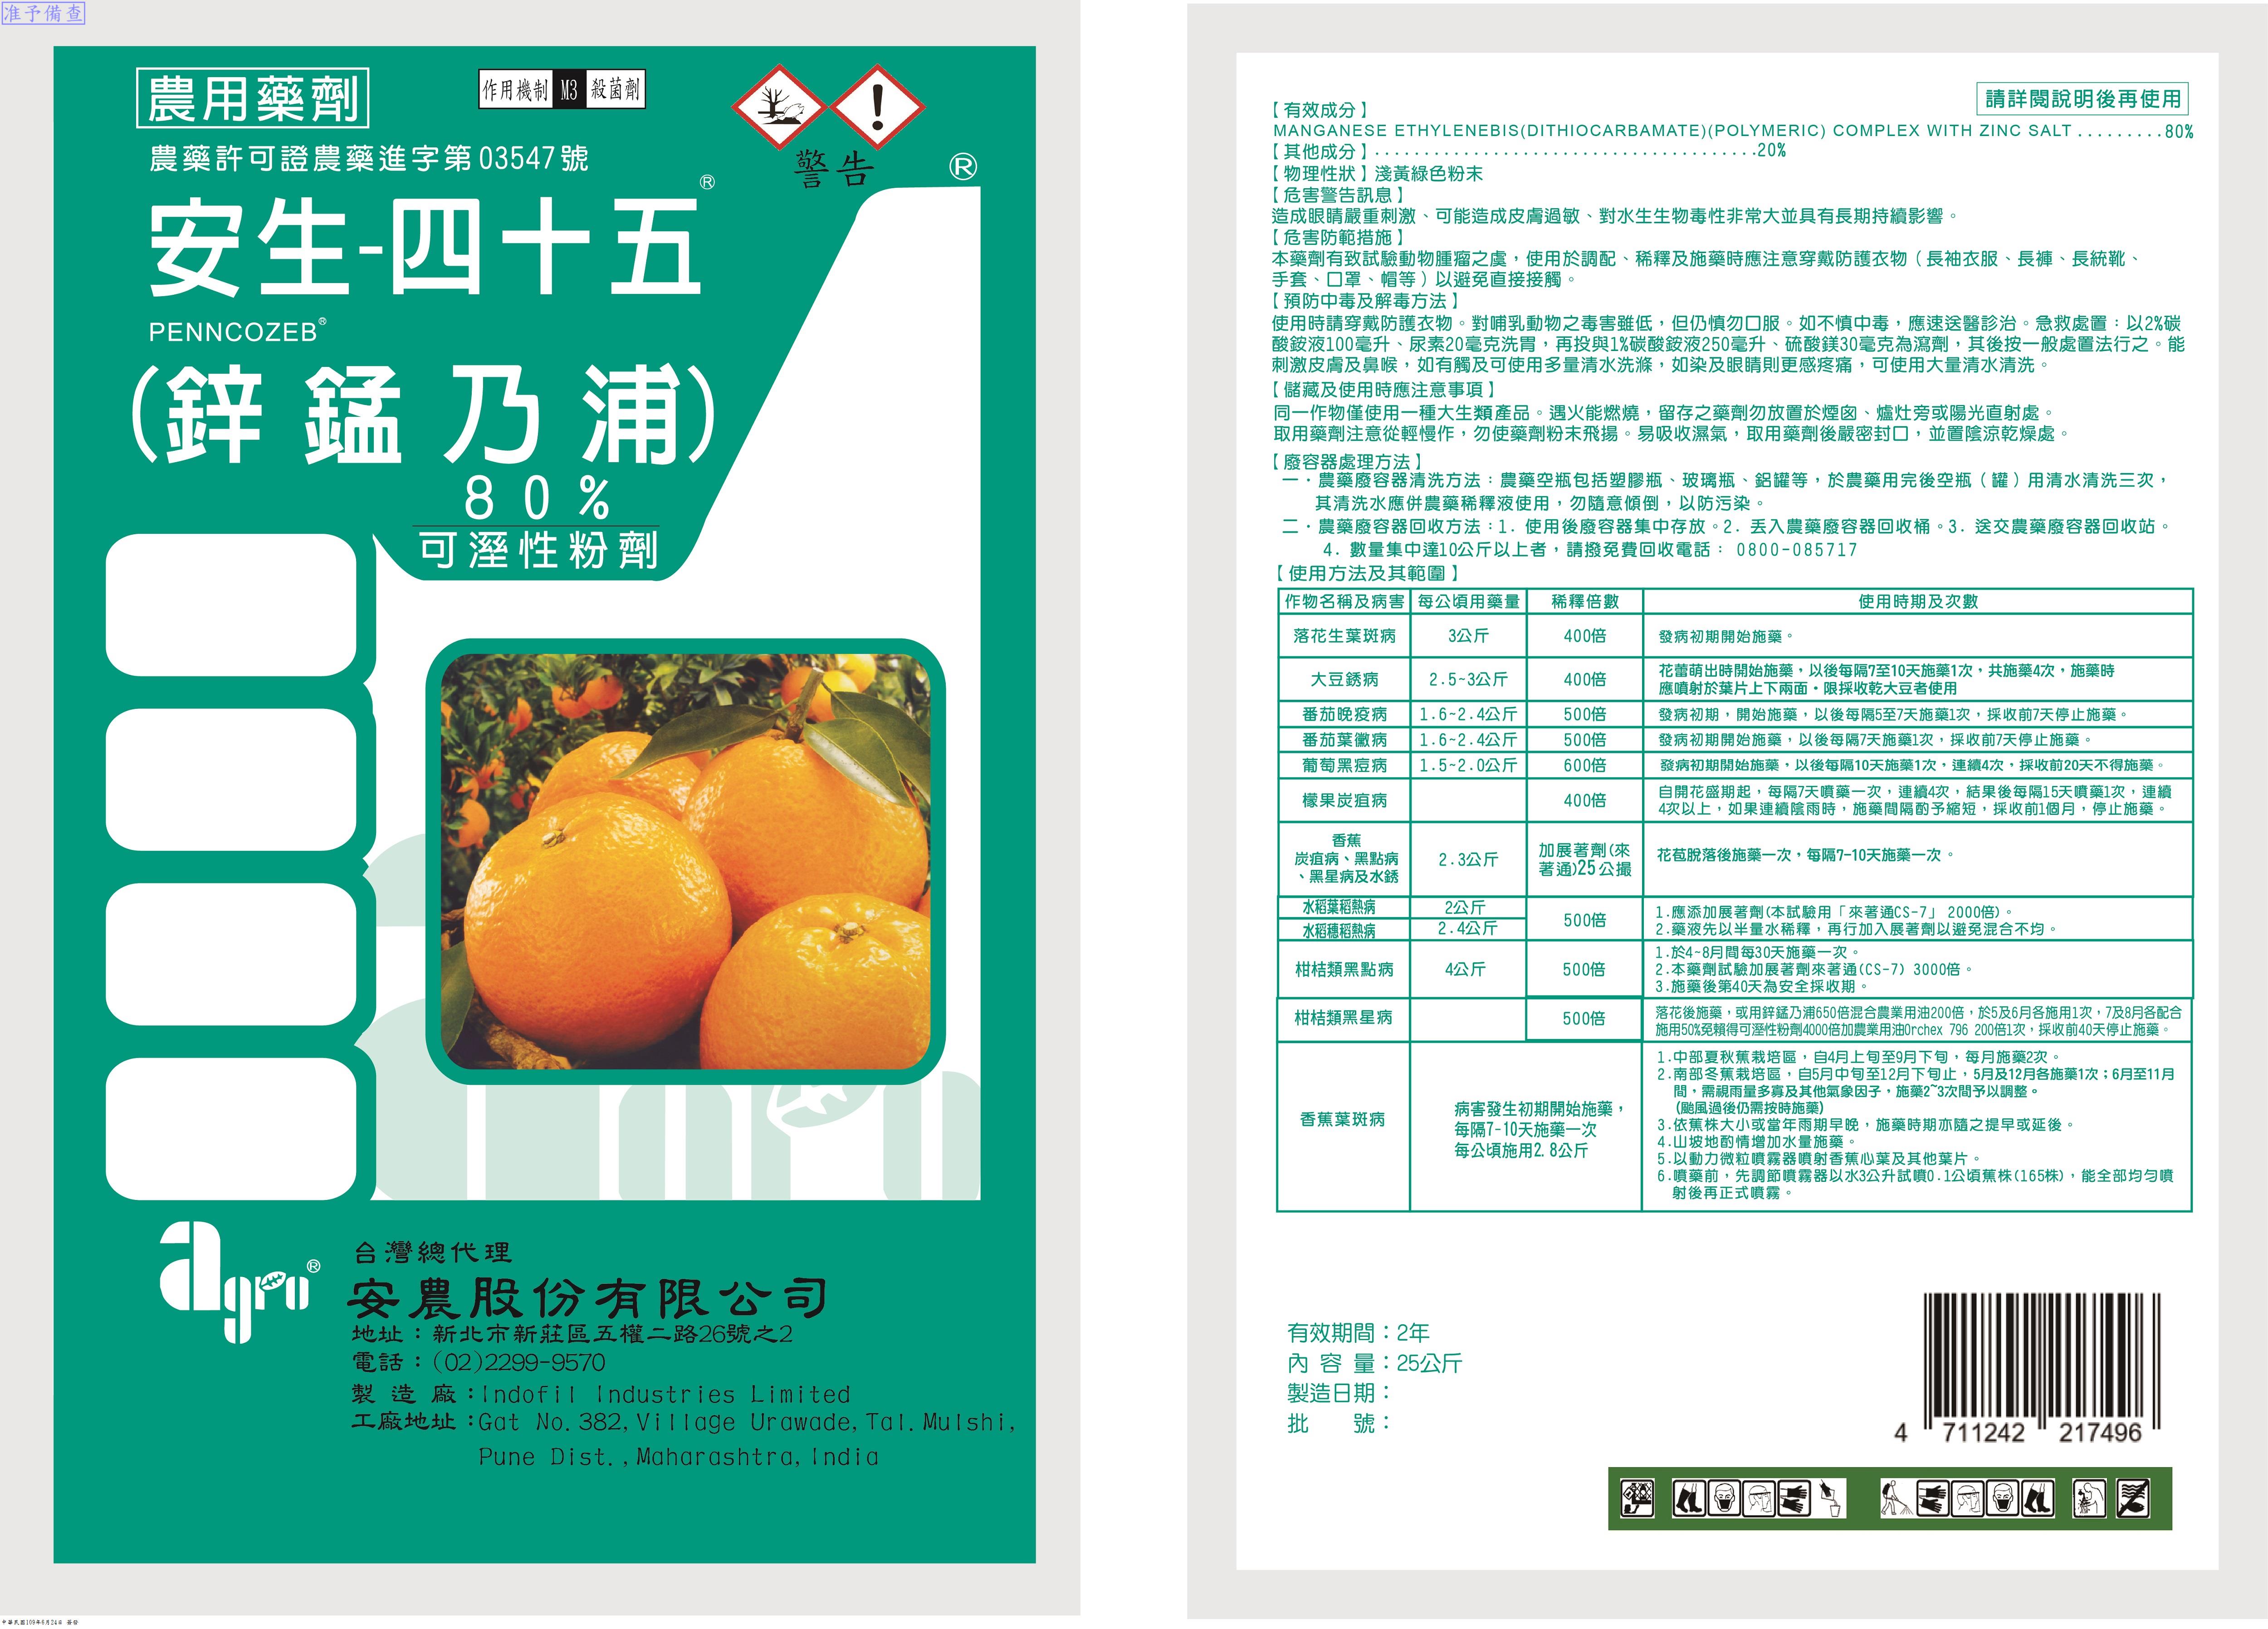 准予備查
農用藥劑
作用機制 M3 殺菌劑
農藥許可證農藥進字第03547號
警告
®
安生-四十五®
PENNCOZEB®
(鋅錳乃浦)
80%
可溼性粉劑
agro®
台灣總代理
安農股份有限公司
地址：新北市新莊區五權二路26號之2
電話：(02)2299-9570
製造廠：Indofil Industries Limited
工廠地址：Gat No.382,Village Urawade,Tal.Mulshi,
Pune Dist.,Maharashtra,India
中華民國109年8月24日 簽發
請詳閱說明後再使用
【有效成分】
MANGANESE ETHYLENEBIS(DITHIOCARBAMATE)(POLYMERIC) COMPLEX WITH ZINC SALT.........80%
【其他成分】.......................................20%
【物理性狀】淺黃綠色粉末
【危害警告訊息】
造成眼睛嚴重刺激、可能造成皮膚過敏、對水生生物毒性非常大並具有長期持續影響。
【危害防範措施】
本藥劑有致試驗動物腫瘤之虞，使用於調配、稀釋及施藥時應注意穿戴防護衣物（長袖衣服、長褲、長統靴、
手套、口罩、帽等）以避免直接接觸。
【預防中毒及解毒方法】
使用時請穿戴防護衣物。對哺乳動物之毒害雖低，但仍慎勿口服。如不慎中毒，應速送醫診治。急救處置：以2%碳
酸銨液100毫升、尿素20毫克洗胃，再投與1%碳酸銨液250毫升、硫酸鎂30毫克為瀉劑，其後按一般處置法行之。能
刺激皮膚及鼻喉，如有觸及可使用多量清水洗滌，如染及眼睛則更感疼痛，可使用大量清水清洗。
【儲藏及使用時應注意事項】
同一作物僅使用一種大生類產品。遇火能燃燒，留存之藥劑勿放置於煙囪、爐灶旁或陽光直射處。
取用藥劑注意從輕慢作，勿使藥劑粉末飛揚。易吸收濕氣，取用藥劑後嚴密封口，並置陰涼乾燥處。
【廢容器處理方法】
一．農藥廢容器清洗方法：農藥空瓶包括塑膠瓶、玻璃瓶、鋁罐等，於農藥用完後空瓶（罐）用清水清洗三次，
其清洗水應併農藥稀釋液使用，勿隨意傾倒，以防污染。
二．農藥廢容器回收方法：1. 使用後廢容器集中存放。2. 丟入農藥廢容器回收桶。3. 送交農藥廢容器回收站。
4. 數量集中達10公斤以上者，請撥免費回收電話： 0800-085717
【使用方法及其範圍】
作物名稱及病害 每公頃用藥量 稀釋倍數 使用時期及次數
落花生葉斑病 3公斤 400倍 發病初期開始施藥。
大豆銹病 2.5~3公斤 400倍 花蕾萌出時開始施藥，以後每隔7至10天施藥1次，共施藥4次，施藥時
應噴射於葉片上下兩面。限採收乾大豆者使用
番茄晚疫病 1.6~2.4公斤 500倍 發病初期，開始施藥，以後每隔5至7天施藥1次，採收前7天停止施藥。
番茄葉黴病 1.6~2.4公斤 500倍 發病初期開始施藥，以後每隔7天施藥1次，採收前7天停止施藥。
葡萄黑痘病 1.5~2.0公斤 600倍 發病初期開始施藥，以後每隔10天施藥1次，連續4次，採收前20天不得施藥。
檬果炭疽病 400倍 自開花盛期起，每隔7天噴藥一次，連續4次，結果後每隔15天噴藥1次，連續
4次以上，如果連續陰雨時，施藥間隔酌予縮短，採收前1個月，停止施藥。
香蕉
炭疽病、黑點病
、黑星病及水銹 2.3公斤 加展著劑(來
著通)25公撮 花苞脫落後施藥一次，每隔7-10天施藥一次。
水稻葉稻熱病 2公斤 500倍 1.應添加展著劑(本試驗用「來著通CS-7」 2000倍)。
水稻穗稻熱病 2.4公斤 2.藥液先以半量水稀釋，再行加入展著劑以避免混合不均。
柑桔類黑點病 4公斤 500倍 1.於4~8月間每30天施藥一次。
2.本藥劑試驗加展著劑來著通(CS-7) 3000倍。
3.施藥後第40天為安全採收期。
柑桔類黑星病 500倍 落花後施藥，或用鋅錳乃浦650倍混合農業用油200倍，於5及6月各施用1次，7及8月各配合
施用50%免賴得可溼性粉劑4000倍加農業用油Orchex 796 200倍1次，採收前40天停止施藥。
香蕉葉斑病 病害發生初期開始施藥，
每隔7-10天施藥一次
每公頃施用2.8公斤
1.中部夏秋蕉栽培區，自4月上旬至9月下旬，每月施藥2次。
2.南部冬蕉栽培區，自5月中旬至12月下旬止，5月及12月各施藥1次；6月至11月
間，需視雨量多寡及其他氣象因子，施藥2~3次間予以調整。
(颱風過後仍需按時施藥)
3.依蕉株大小或當年雨期早晚，施藥時期亦隨之提早或延後。
4.山坡地酌情增加水量施藥。
5.以動力微粒噴霧器噴射香蕉心葉及其他葉片。
6.噴藥前，先調節噴霧器以水3公升試噴0.1公頃蕉株(165株)，能全部均勻噴
射後再正式噴霧。
有效期間：2年
內容量：25公斤
製造日期：
批 號：
4 711242 217496